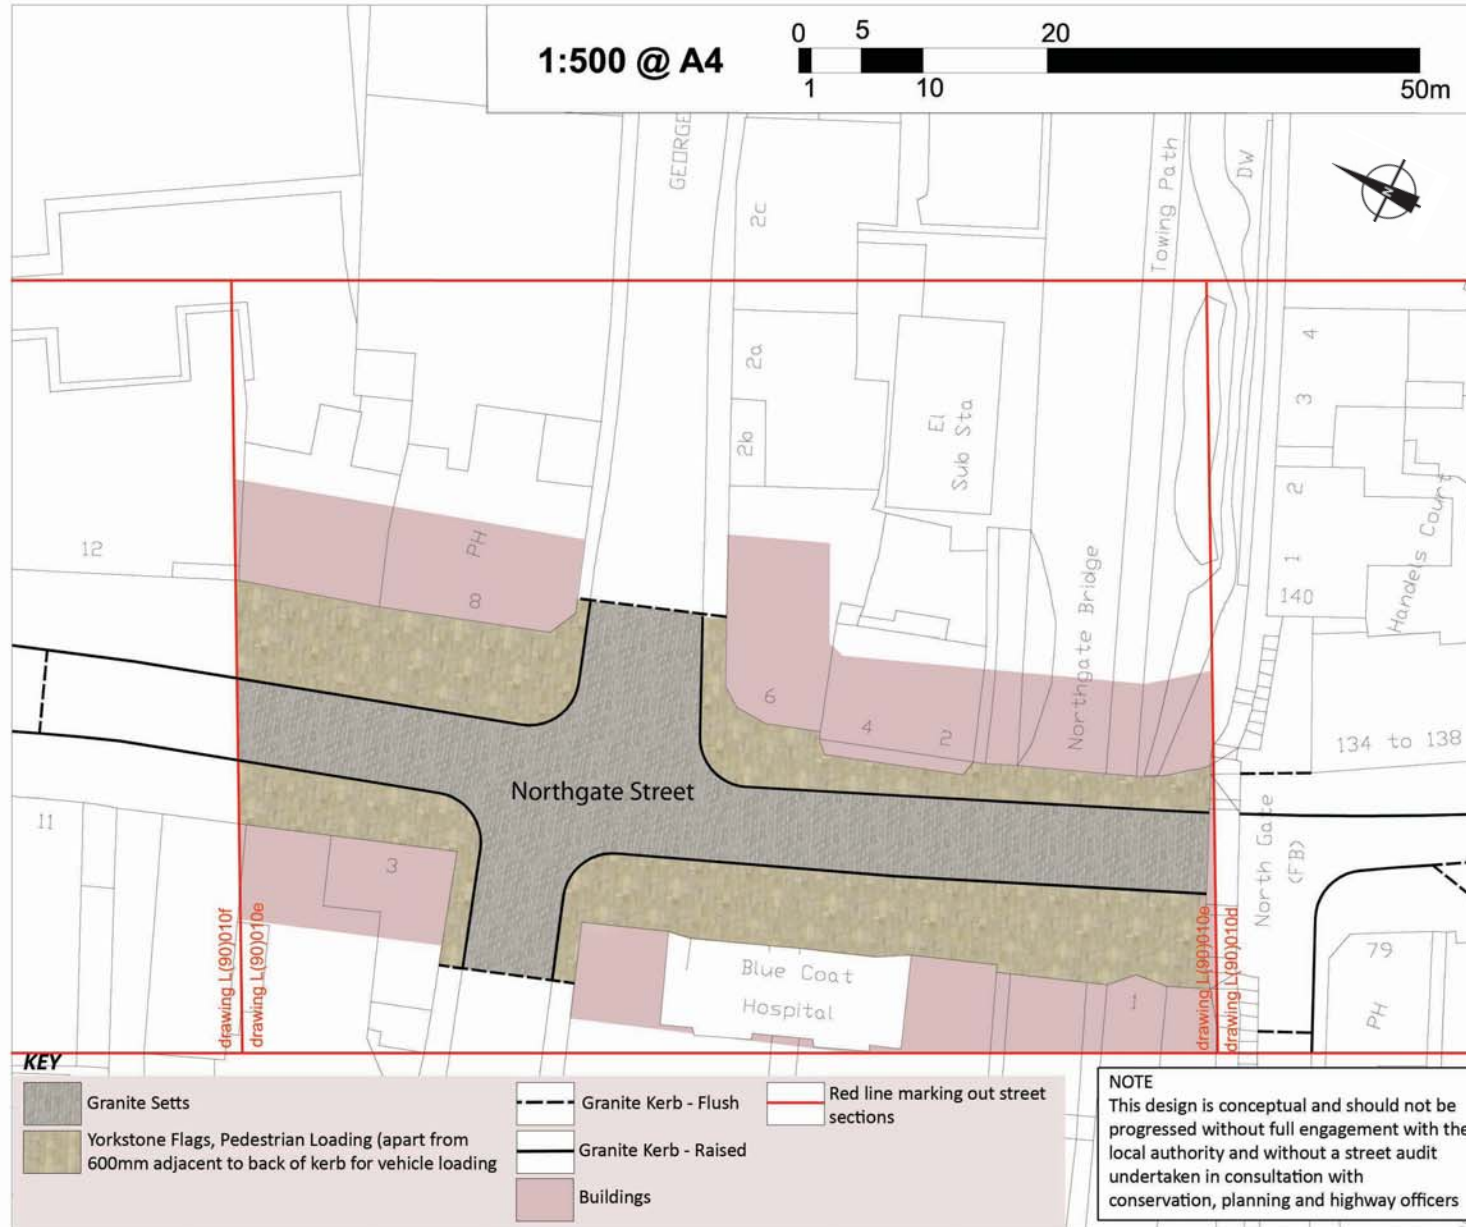 1:500 @ A4
0 5 20
1 10 50m
GEORGE
Towing Path
DW
N
2c
2a
2b
El
Sub Sta
4
3
2
1
Handels Court
140
12
PH
8
Northgate Bridge
6
4
2
134 to 138
Northgate Street
11
3
North Gate
(FB)
drawing L(90)010f
drawing L(90)010e
Blue Coat
Hospital
1
drawing L(90)010e
drawing L(90)010d
79
PH
KEY
Granite Setts
Yorkstone Flags, Pedestrian Loading (apart from
600mm adjacent to back of kerb for vehicle loading
Granite Kerb - Flush
Granite Kerb - Raised
Buildings
Red line marking out street
sections
NOTE
This design is conceptual and should not be
progressed without full engagement with the
local authority and without a street audit
undertaken in consultation with
conservation, planning and highway officers